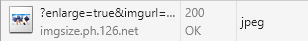 ?enlarge=true&imgurl=...
imgsize.ph.126.net
200
OK
jpeg